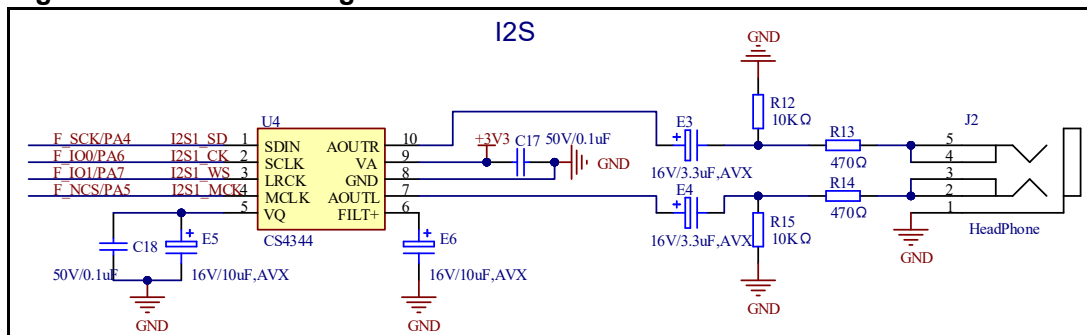 I2S
GND
U4
R12
10KΩ
E3
+3V3
C17
50V/0.1uF
R13
J2
F_SCK/PA4 I2S1_SD 1 SDIN AOUTR 10
F_IO0/PA6 I2S1_CK 2 SCLK VA 9
F_IO1/PA7 I2S1_WS 3 LRCK GND 8
F_NCS/PA5 I2S1_MCK 4 MCLK AOUTL 7
5 VQ FILT+ 6
CS4344
GND
16V/3.3uF,AVX
470Ω
5
4
3
2
1
E4
R14
470Ω
16V/3.3uF,AVX
R15
10KΩ
HeadPhone
GND
C18
E5
E6
50V/0.1uF
16V/10uF,AVX
16V/10uF,AVX
GND
GND
GND